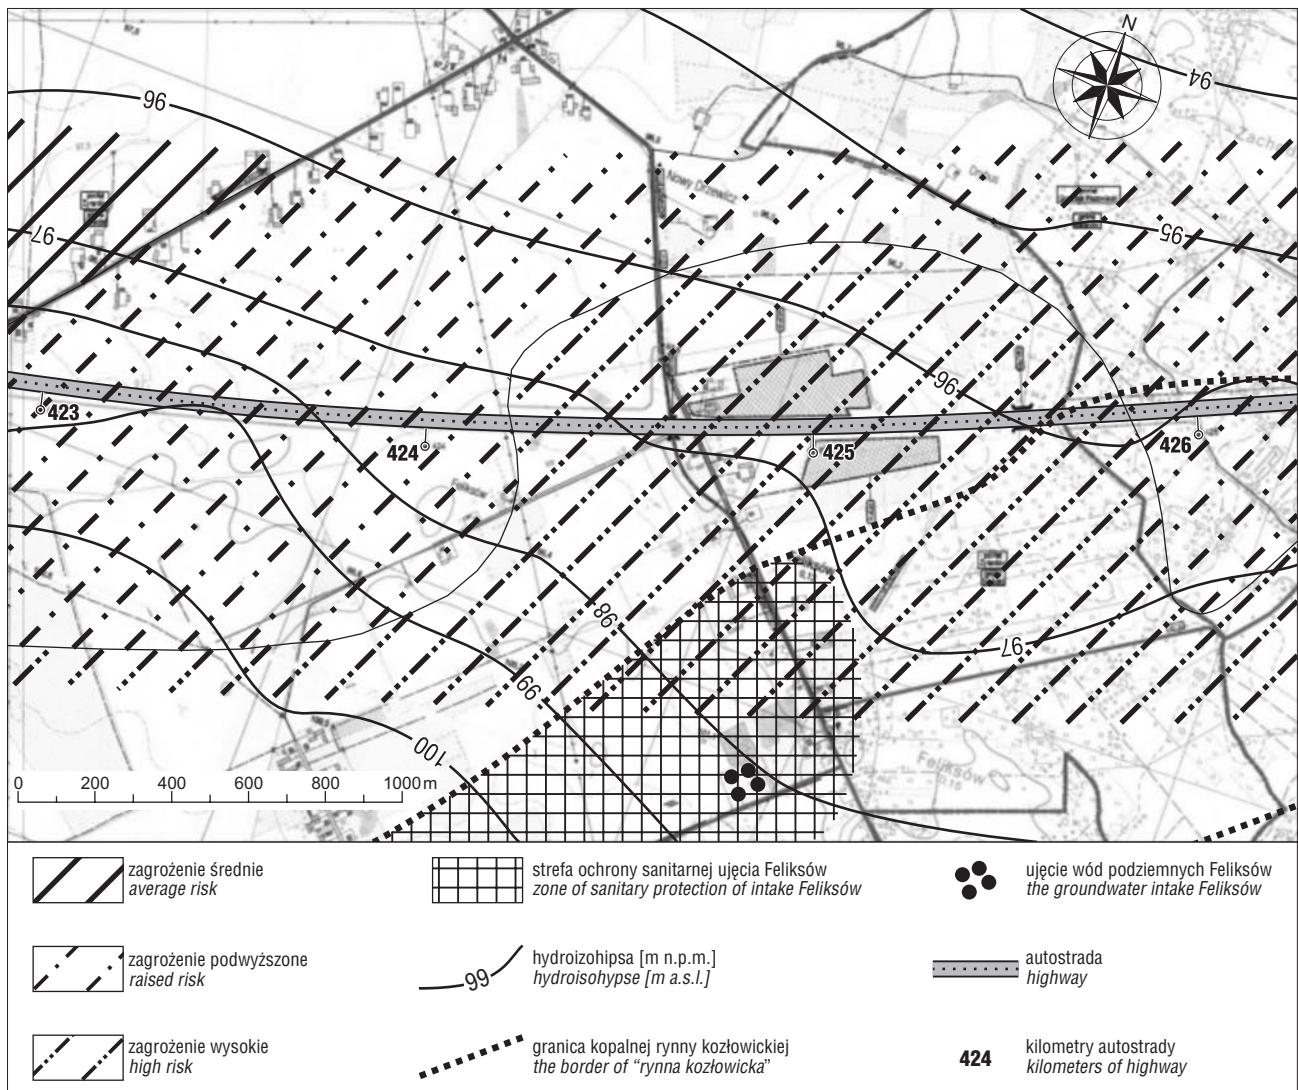 N
94
96
Nowy Drzewicz
97
95
96
423
424
425
426
98
97
99
100
Feliksów
0 200 400 600 800 1000 m
zagrożenie średnie
average risk
strefa ochrony sanitarnej ujęcia Feliksów
zone of sanitary protection of intake Feliksów
ujęcie wód podziemnych Feliksów
the groundwater intake Feliksów
zagrożenie podwyższone
raised risk
99
hydroizohipsa [m n.p.m.]
hydroisohypse [m a.s.l.]
autostrada
highway
zagrożenie wysokie
high risk
granica kopalnej rynny kozłowickiej
the border of “rynna kozłowicka”
424
kilometry autostrady
kilometers of highway